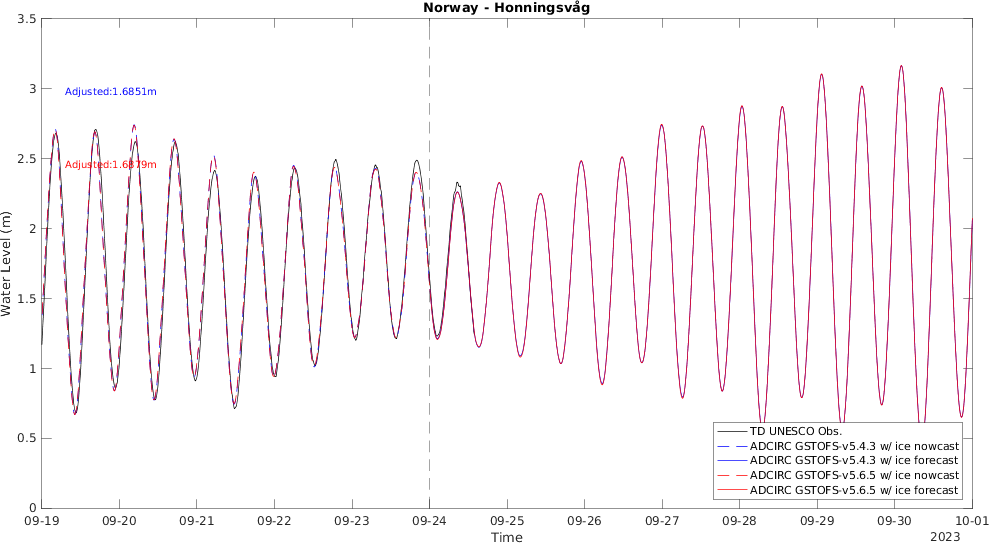 Norway - Honningsvåg
3.5
3
2.5
2
1.5
1
0.5
0
Water Level (m)
Adjusted:1.6851m
Adjusted:1.6879m
TD UNESCO Obs.
ADCIRC GSTOFS-v5.4.3 w/ ice nowcast
ADCIRC GSTOFS-v5.4.3 w/ ice forecast
ADCIRC GSTOFS-v5.6.5 w/ ice nowcast
ADCIRC GSTOFS-v5.6.5 w/ ice forecast
09-19 09-20 09-21 09-22 09-23 09-24 09-25 09-26 09-27 09-28 09-29 09-30 10-01
Time
2023